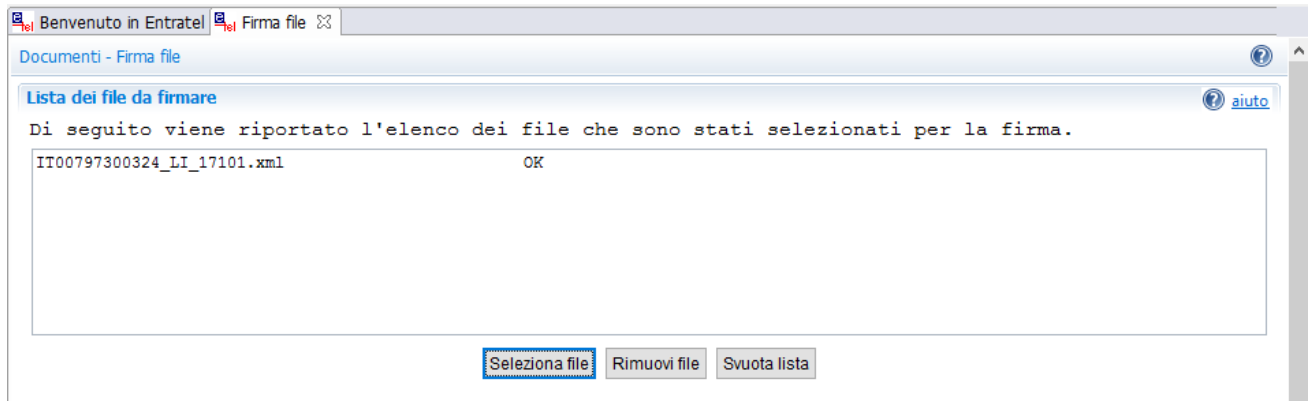 Benvenuto in Entratel Firma file
Documenti - Firma file
Lista dei file da firmare aiuto
Di seguito viene riportato l'elenco dei file che sono stati selezionati per la firma.
IT00797300324_LI_17101.xml OK
Seleziona file Rimuovi file Svuota lista